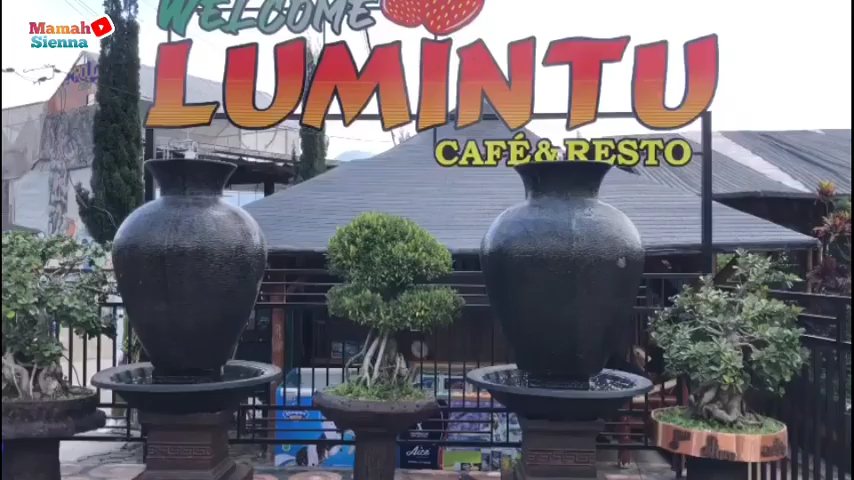 Mamah
Sienna
WELCOME
LUMINTU
CAFÉ & RESTO
Aice